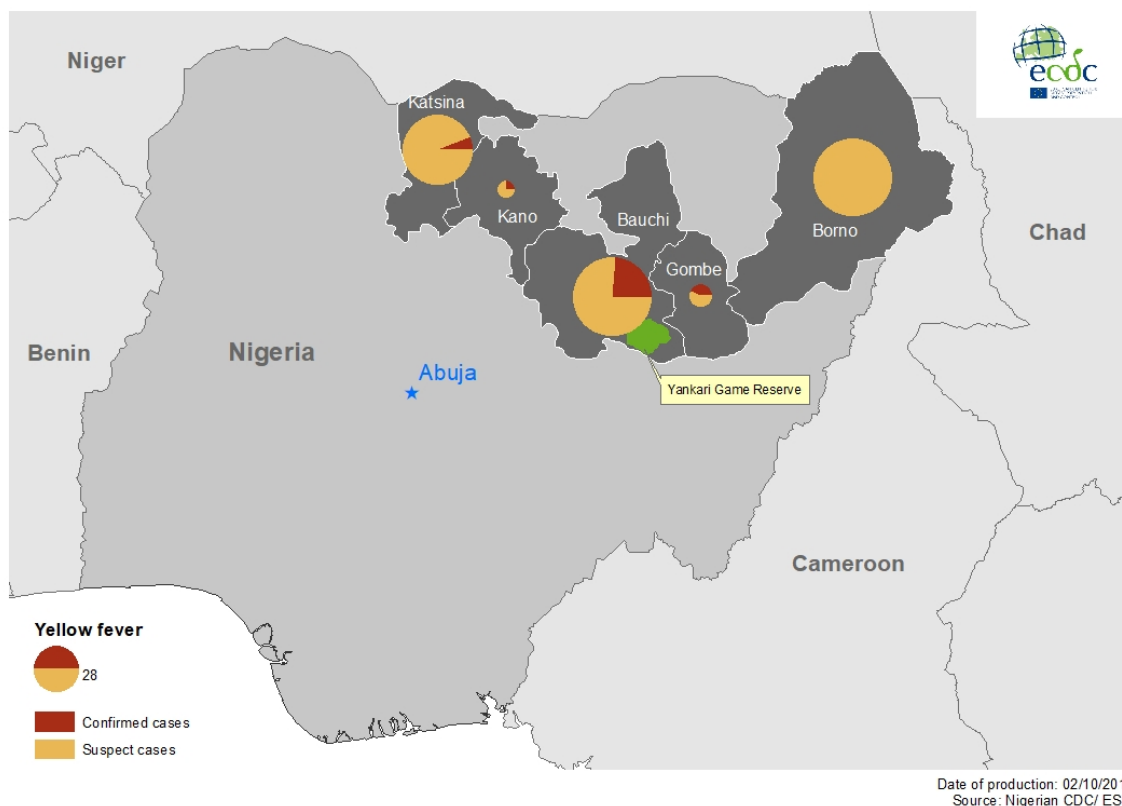 Niger
ecdc
Katsina
Kano
Bauchi
Borno
Gombe
Chad
Nigeria
Benin
Abuja
Yankari Game Reserve
Cameroon
Yellow fever
28
Confirmed cases
Suspect cases
Date of production: 02/10/201
Source: Nigerian CDC/ ES